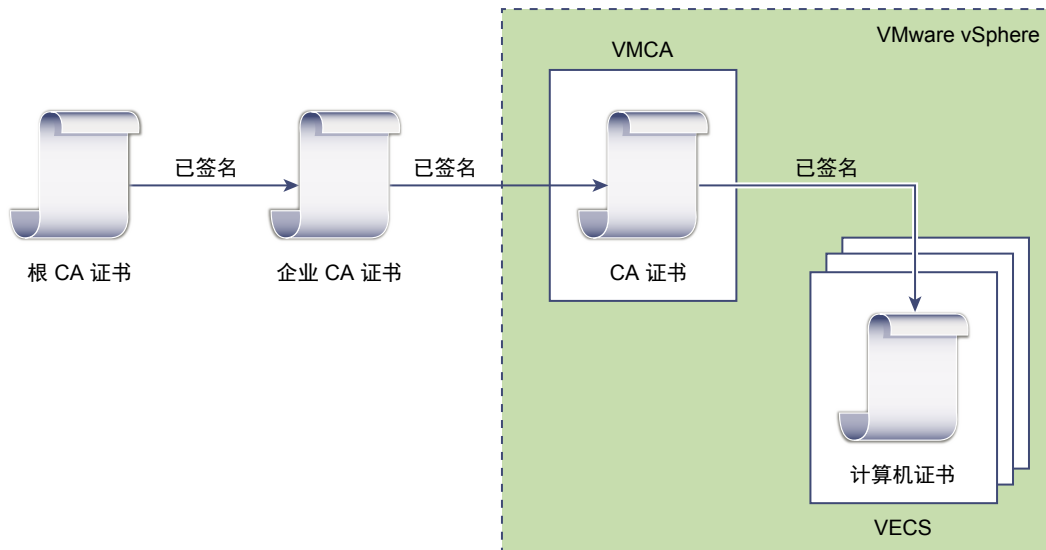 VMware vSphere
VMCA
已签名
已签名
已签名
根 CA 证书
企业 CA 证书
CA 证书
计算机证书
VECS